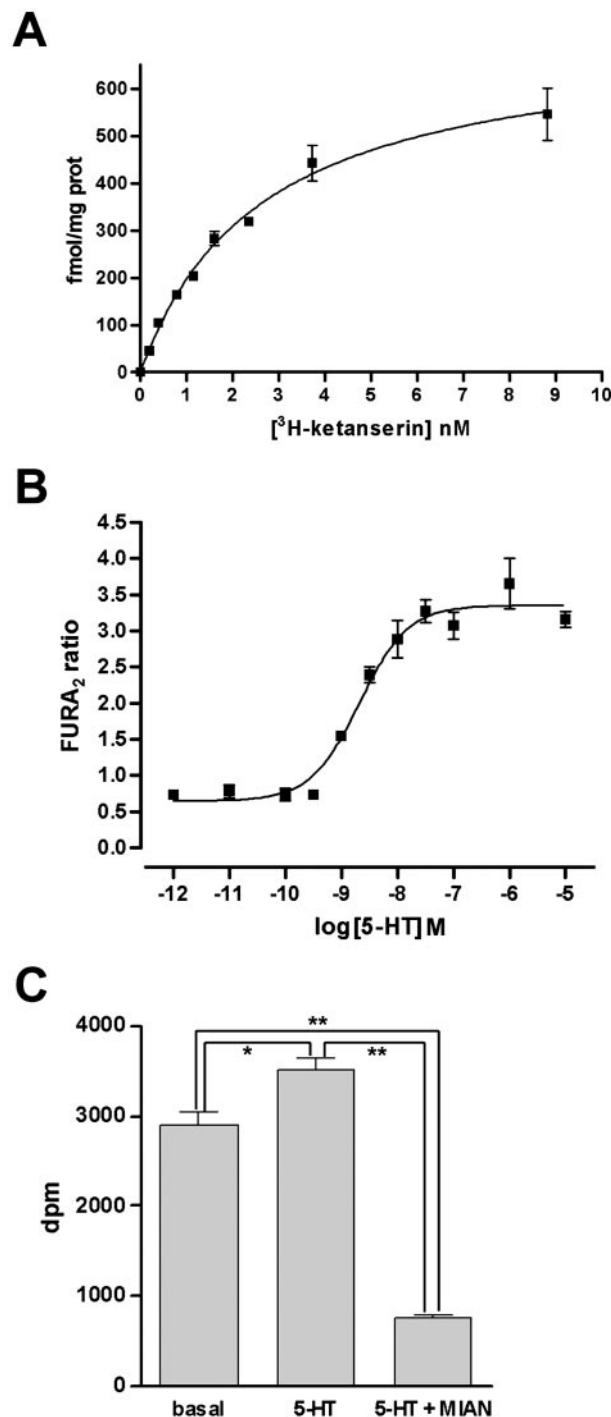 A
600
500
400
300
200
100
0
fmol/mg prot
0 1 2 3 4 5 6 7 8 9 10
[³H-ketanserin] nM
B
4.5
4.0
3.5
3.0
2.5
2.0
1.5
1.0
0.5
0.0
FURA₂ ratio
-12 -11 -10 -9 -8 -7 -6 -5
log[5-HT]M
C
4000
3000
2000
1000
0
dpm
**
* **
basal 5-HT 5-HT + MIAN